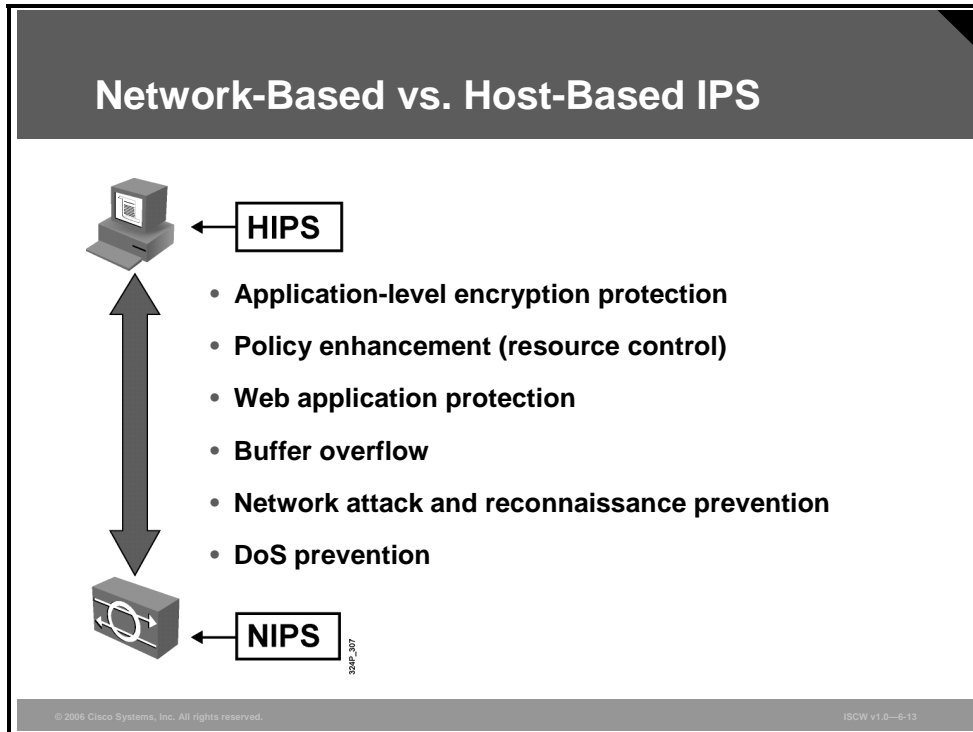 Network-Based vs. Host-Based IPS
HIPS
• Application-level encryption protection
• Policy enhancement (resource control)
• Web application protection
• Buffer overflow
• Network attack and reconnaissance prevention
• DoS prevention
NIPS
324P_307
© 2006 Cisco Systems, Inc. All rights reserved.
ISCW v1.0—6-13